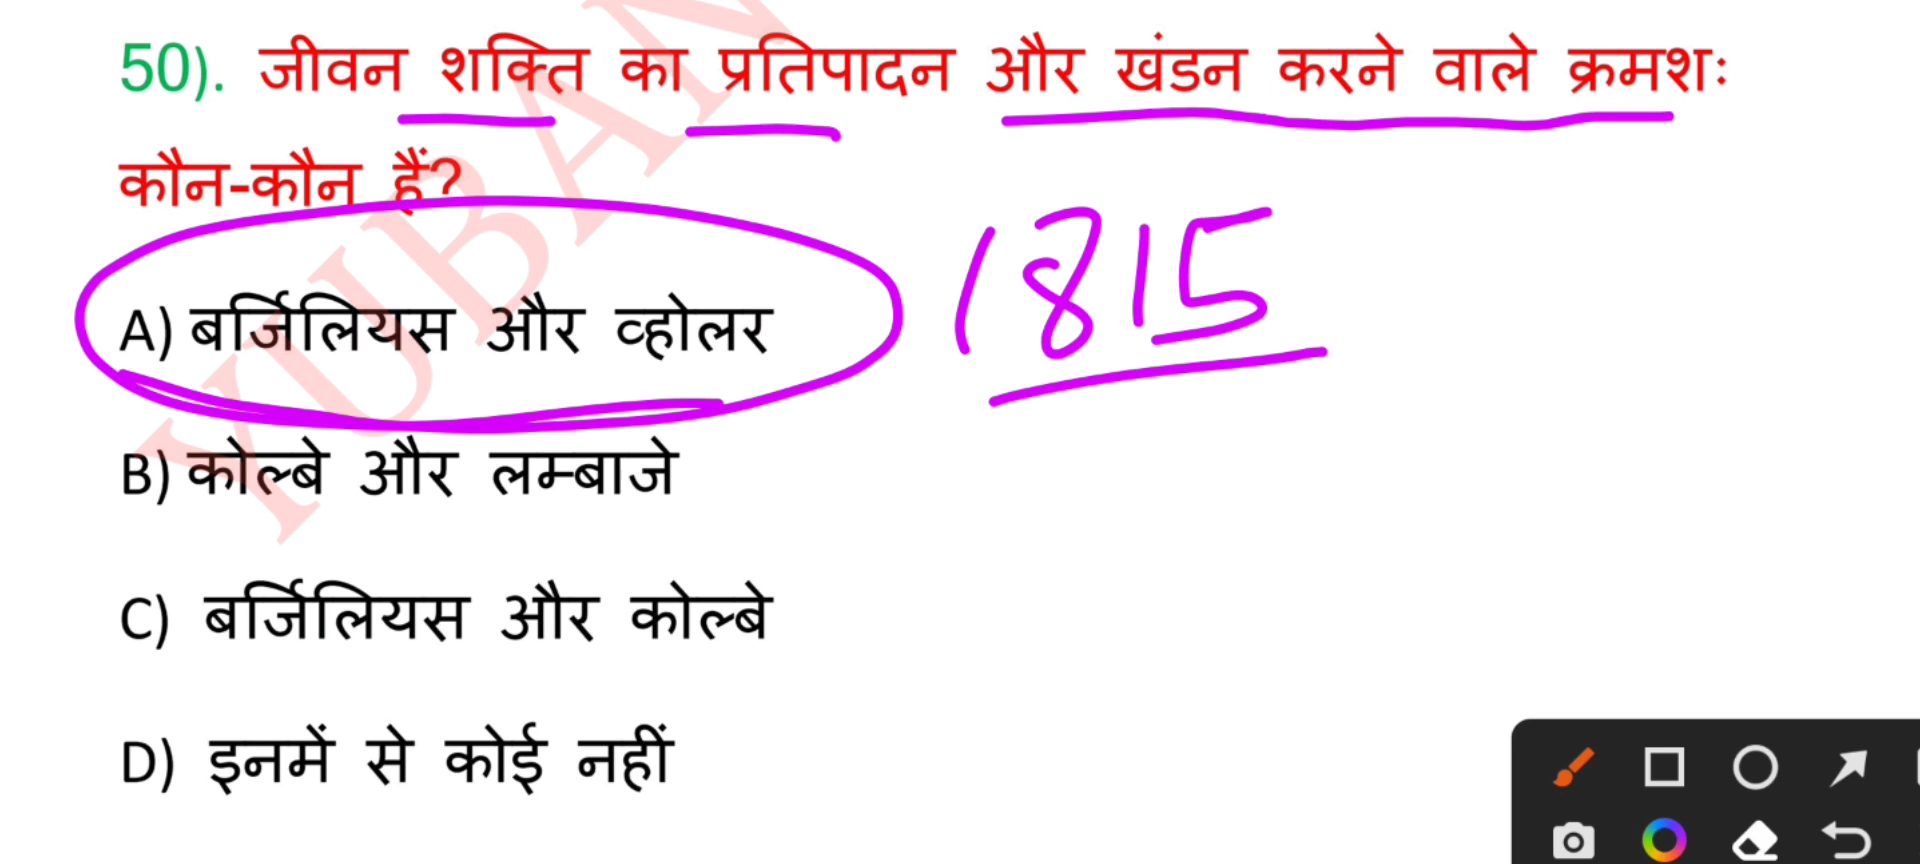 50). जीवन शक्ति का प्रतिपादन और खंडन करने वाले क्रमशः
कौन-कौन हैं?
A) बर्जिलियस और व्होलर
1815
B) कोल्बे और लम्बाजे
C) बर्जिलियस और कोल्बे
D) इनमें से कोई नहीं
YUBAN